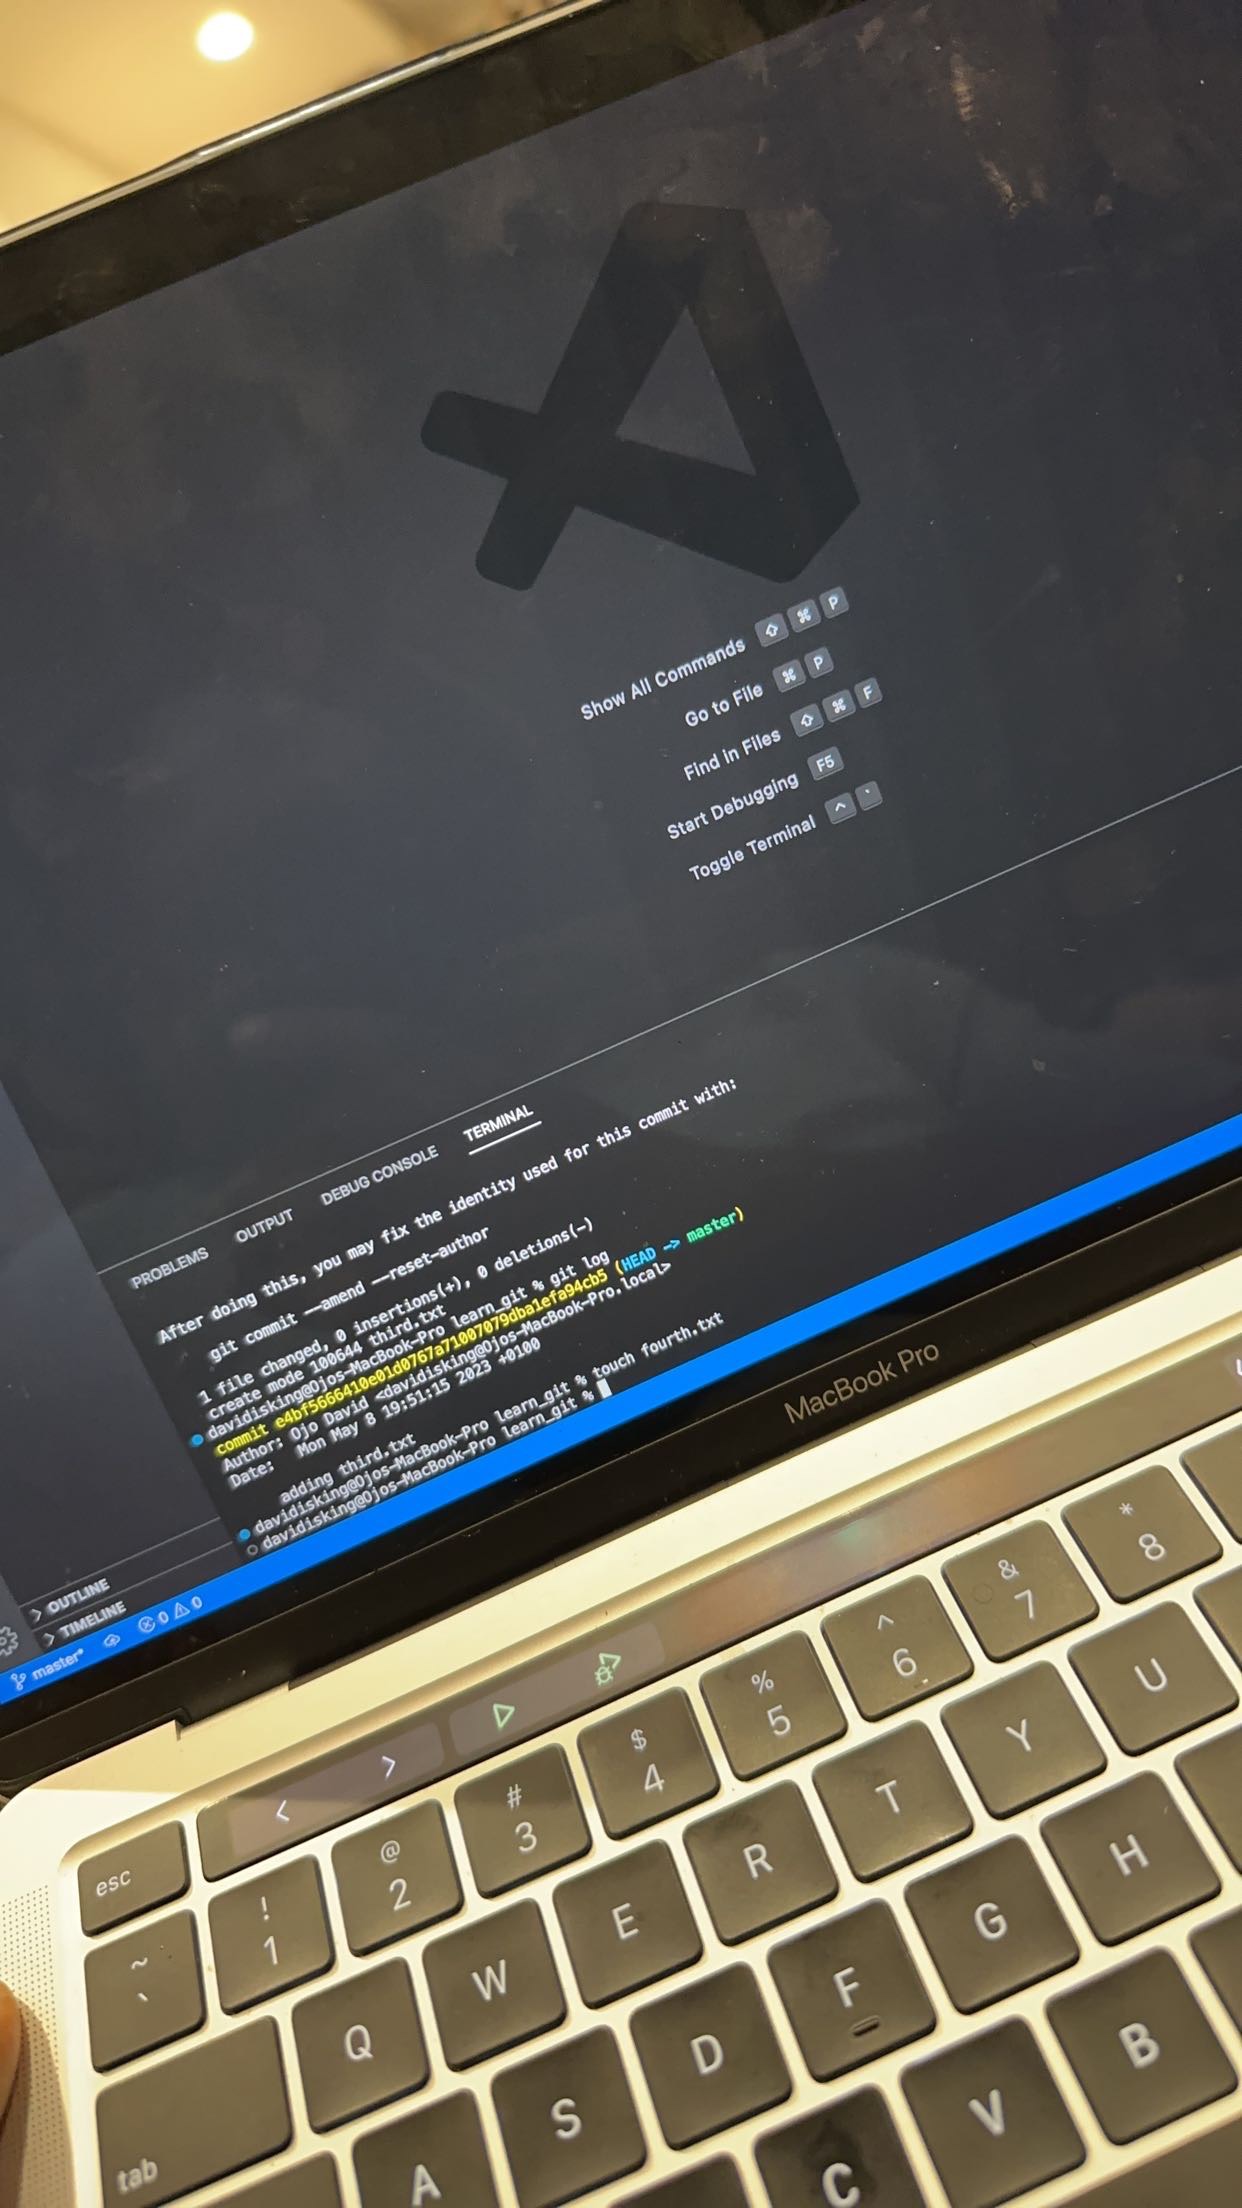 Show All Commands ⇧ ⌘ P
Go to File ⌘ P
Find in Files ⇧ ⌘ F
Start Debugging F5
Toggle Terminal ^ `
PROBLEMS OUTPUT DEBUG CONSOLE TERMINAL
After doing this, you may fix the identity used for this commit with:
git commit --amend --reset-author
1 file changed, 0 insertions(+), 0 deletions(-)
create mode 100644 third.txt
davidisking@Ojos-MacBook-Pro learn_git % git log
commit e4bf5666410e01d0767a71007079dba1efa94cb5 (HEAD -> master)
Author: Ojo David <davidisking@Ojos-MacBook-Pro.local>
Date: Mon May 8 19:51:15 2023 +0100
adding third.txt
davidisking@Ojos-MacBook-Pro learn_git % touch fourth.txt
davidisking@Ojos-MacBook-Pro learn_git %
> OUTLINE
> TIMELINE
master* 0 0
MacBook Pro
< >
esc
! 1 @ 2 # 3 $ 4 % 5 ^ 6 & 7 * 8
~ `
Q W E R T Y U
tab
A S D F G H
C V B